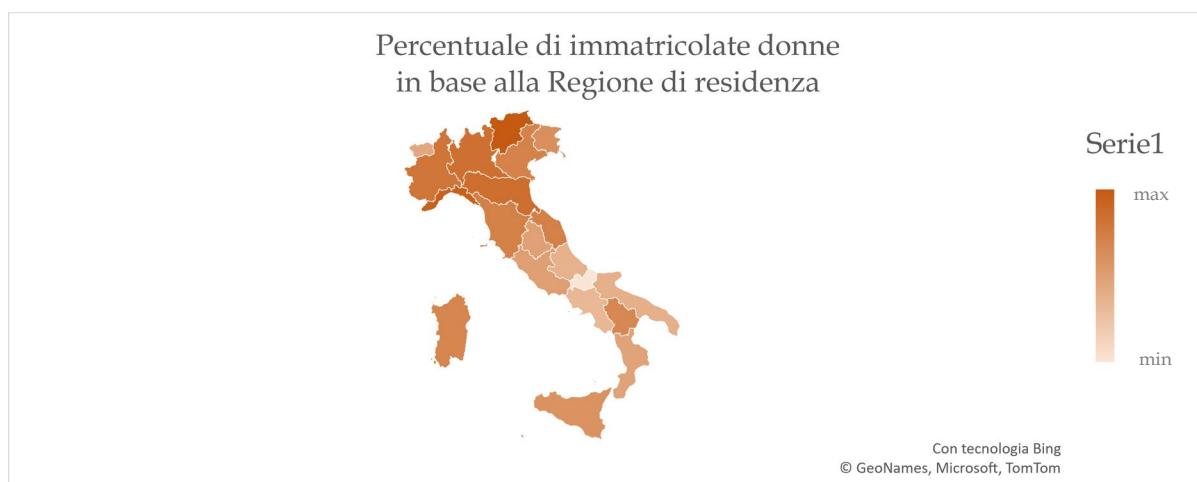 Percentuale di immatricolate donne
in base alla Regione di residenza
Serie1
max
min
Con tecnologia Bing
© GeoNames, Microsoft, TomTom